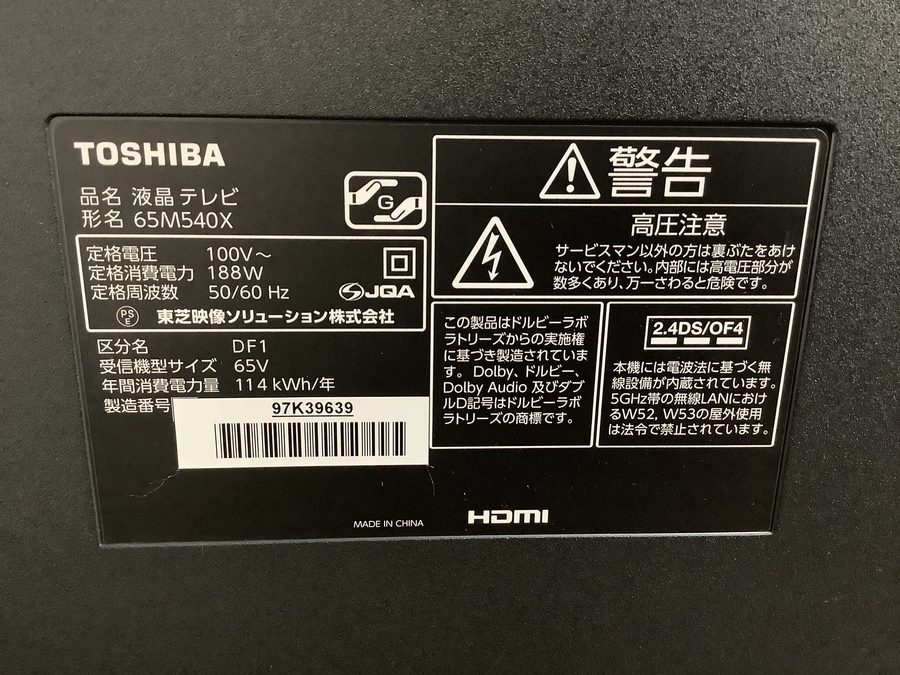 TOSHIBA
品名 液晶テレビ
形名 65M540X
G
定格電圧 100V～
定格消費電力 188W
定格周波数 50/60 Hz
JQA
PS
E
東芝映像ソリューション株式会社
区分名 DF1
受信機型サイズ 65V
年間消費電力量 114 kWh/年
製造番号
97K39639
MADE IN CHINA
警告
高圧注意
サービスマン以外の方は裏ぶたをあけ
ないでください。内部には高電圧部分が
数多くあり、万一さわると危険です。
この製品はドルビーラボ
ラトリーズからの実施権
に基づき製造されていま
す。 Dolby、ドルビー、
Dolby Audio 及びダブ
ルD記号はドルビーラボ
ラトリーズの商標です。
2.4DS/OF4
本機には電波法に基づく無
線設備が内蔵されています。
5GHz帯の無線LANにおけ
るW52, W53の屋外使用
は法令で禁止されています。
HDMI